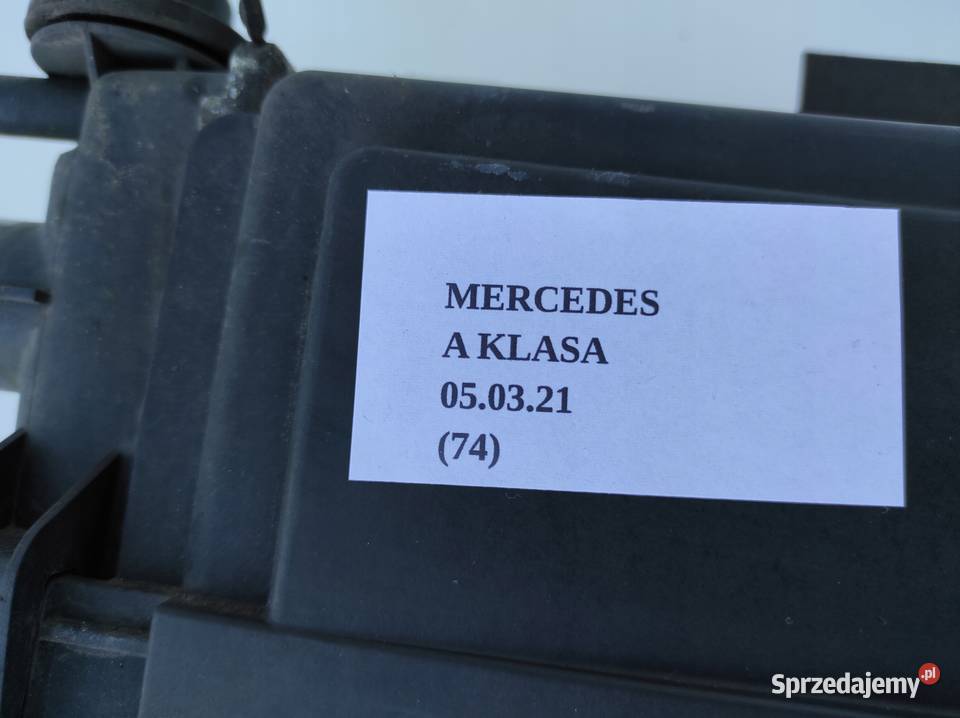 MERCEDES
A KLASA
05.03.21
(74)
Sprzedajemy.pl